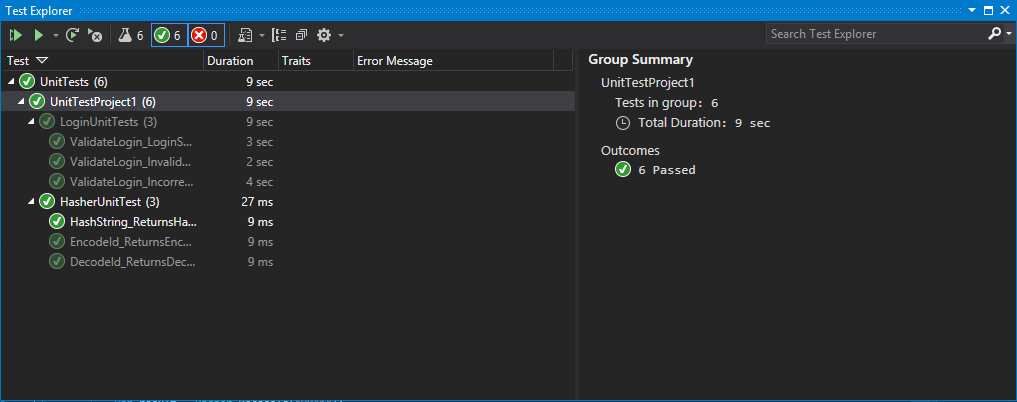 Test Explorer
6 6 0
Search Test Explorer
Test Duration Traits Error Message
UnitTests (6) 9 sec
UnitTestProject1 (6) 9 sec
LoginUnitTests (3) 9 sec
ValidateLogin_LoginS... 3 sec
ValidateLogin_Invalid... 2 sec
ValidateLogin_Incorre... 4 sec
HasherUnitTest (3) 27 ms
HashString_ReturnsHa... 9 ms
EncodeId_ReturnsEnc... 9 ms
DecodeId_ReturnsDec... 9 ms
Group Summary
UnitTestProject1
Tests in group: 6
Total Duration: 9 sec
Outcomes
6 Passed